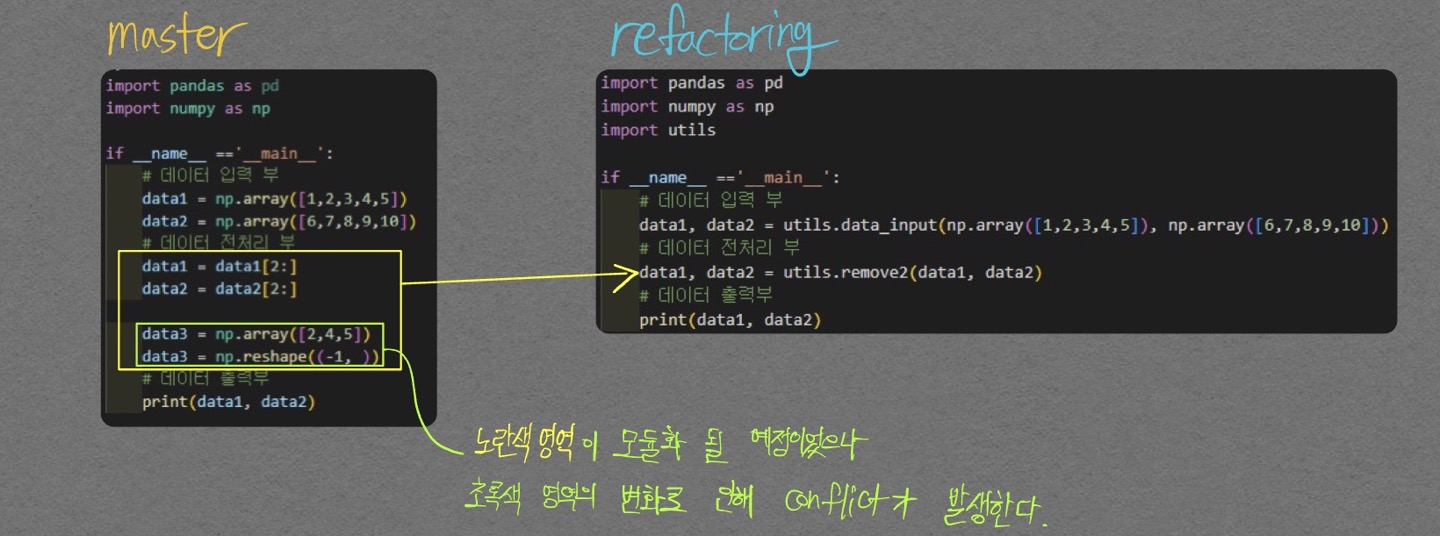 master
import pandas as pd
import numpy as np
if __name__ =='__main__':
# 데이터 입력 부
data1 = np.array([1,2,3,4,5])
data2 = np.array([6,7,8,9,10])
# 데이터 전처리 부
data1 = data1[2:]
data2 = data2[2:]
data3 = np.array([2,4,5])
data3 = np.reshape((-1, ))
# 데이터 출력부
print(data1, data2)
refactoring
import pandas as pd
import numpy as np
import utils
if __name__ =='__main__':
# 데이터 입력 부
data1, data2 = utils.data_input(np.array([1,2,3,4,5]), np.array([6,7,8,9,10]))
# 데이터 전처리 부
data1, data2 = utils.remove2(data1, data2)
# 데이터 출력부
print(data1, data2)
노란색 영역이 모듈화 될 예정이었으나
초록색 영역의 변화로 인해 conflict가 발생한다.